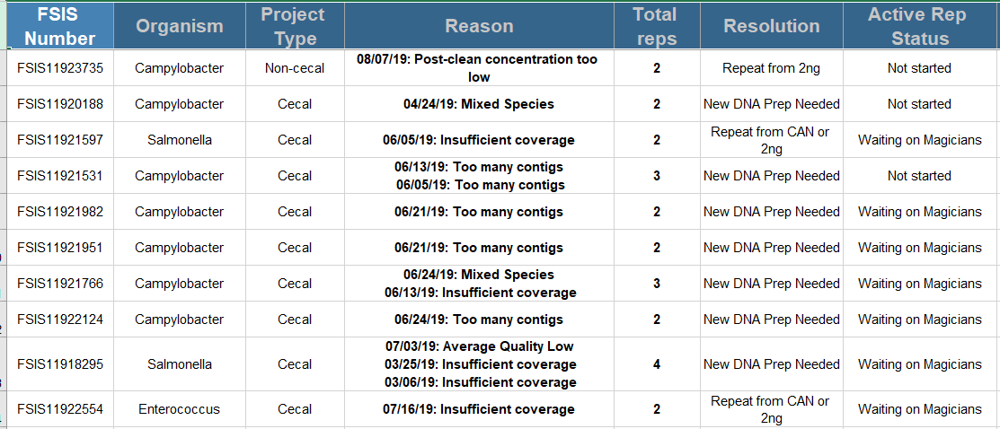 FSIS Number Organism Project Type Reason Total reps Resolution Active Rep Status
FSIS11923735 Campylobacter Non-cecal 08/07/19: Post-clean concentration too low 2 Repeat from 2ng Not started
FSIS11920188 Campylobacter Cecal 04/24/19: Mixed Species 2 New DNA Prep Needed Not started
FSIS11921597 Salmonella Cecal 06/05/19: Insufficient coverage 2 Repeat from CAN or 2ng Waiting on Magicians
FSIS11921531 Campylobacter Cecal 06/13/19: Too many contigs 06/05/19: Too many contigs 3 New DNA Prep Needed Not started
FSIS11921982 Campylobacter Cecal 06/21/19: Too many contigs 2 New DNA Prep Needed Waiting on Magicians
FSIS11921951 Campylobacter Cecal 06/21/19: Too many contigs 2 New DNA Prep Needed Waiting on Magicians
FSIS11921766 Campylobacter Cecal 06/24/19: Mixed Species 06/13/19: Insufficient coverage 3 New DNA Prep Needed Waiting on Magicians
FSIS11922124 Campylobacter Cecal 06/24/19: Too many contigs 2 New DNA Prep Needed Waiting on Magicians
FSIS11918295 Salmonella Cecal 07/03/19: Average Quality Low 03/25/19: Insufficient coverage 03/06/19: Insufficient coverage 4 New DNA Prep Needed Waiting on Magicians
FSIS11922554 Enterococcus Cecal 07/16/19: Insufficient coverage 2 Repeat from CAN or 2ng Waiting on Magicians